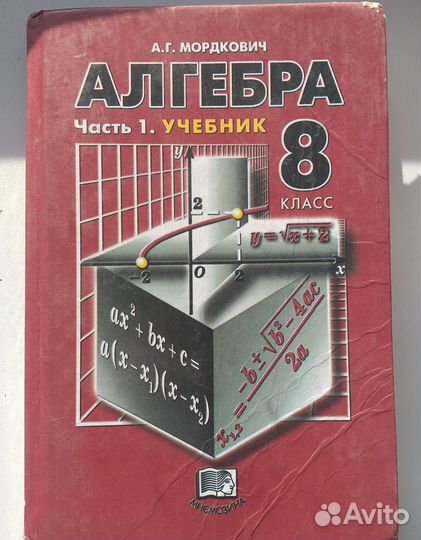 А.Г. МОРДКОВИЧ
АЛГЕБРА
Часть 1. УЧЕБНИК
8
КЛАСС
y
2
y=√x+2
-2
0
2
x
ax²+bx+c=
a(x-x₁)(x-x₂)
x₁,₂=-b±√b²-4ac
2a
МНЕМОЗИНА
Avito